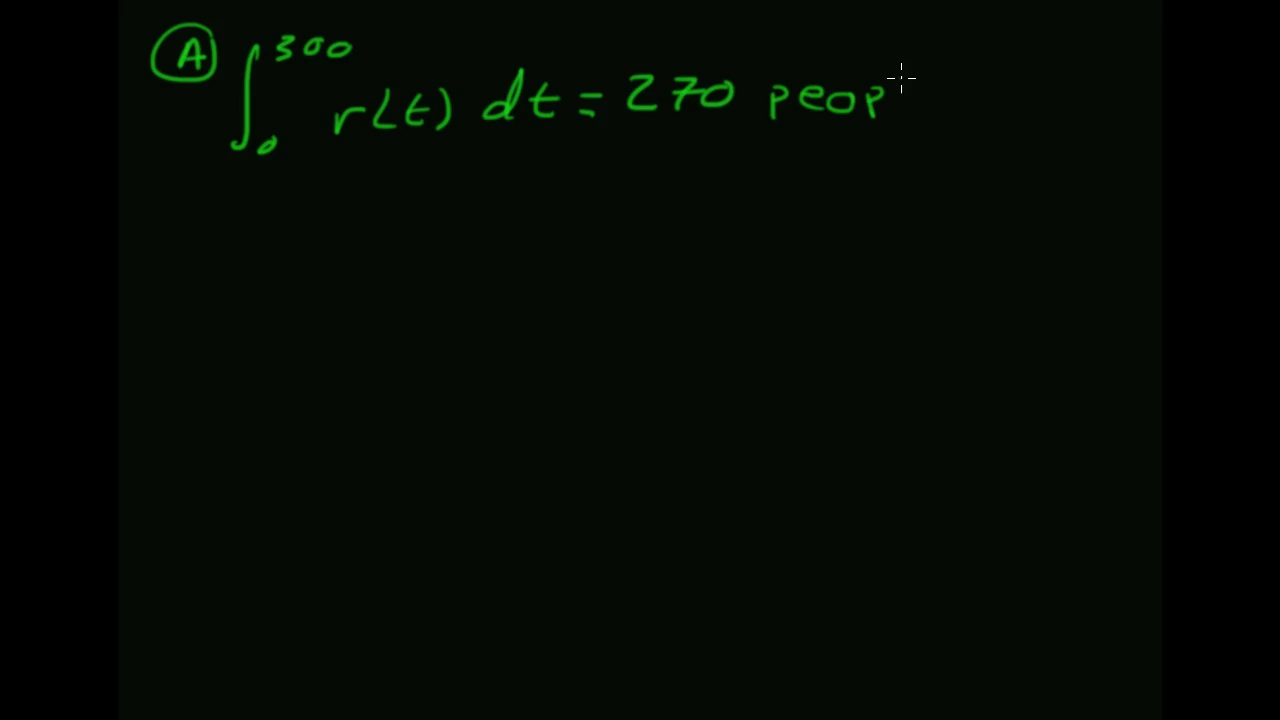 Ⓐ ∫₀³⁰⁰ r(t) dt = 270 peop